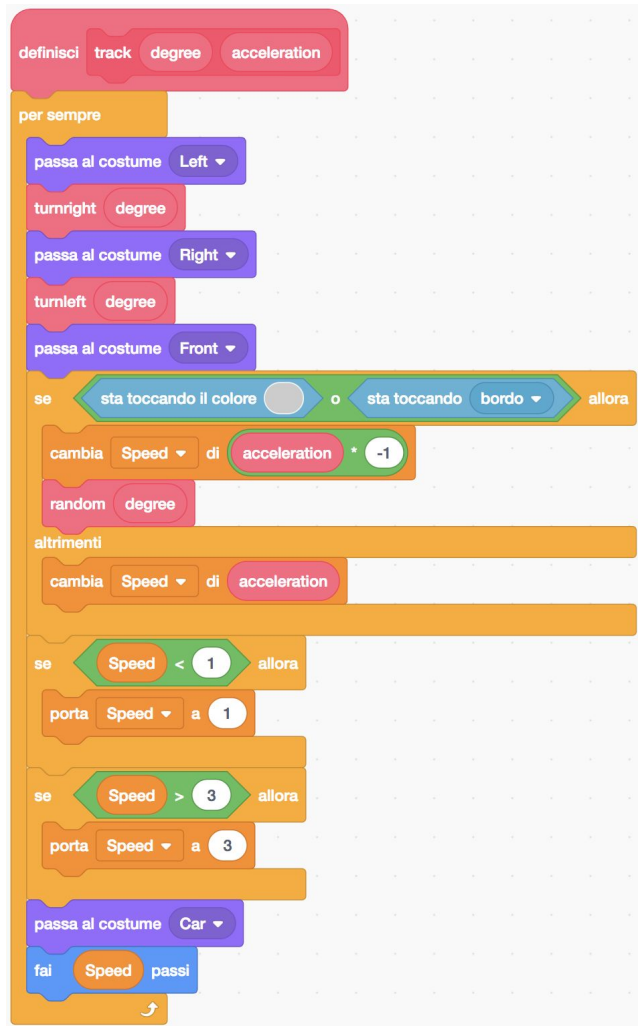 definisci track degree acceleration
per sempre
passa al costume Left
turnright degree
passa al costume Right
turnleft degree
passa al costume Front
se sta toccando il colore o sta toccando bordo allora
cambia Speed di acceleration * -1
random degree
altrimenti
cambia Speed di acceleration
se Speed < 1 allora
porta Speed a 1
se Speed > 3 allora
porta Speed a 3
passa al costume Car
fai Speed passi